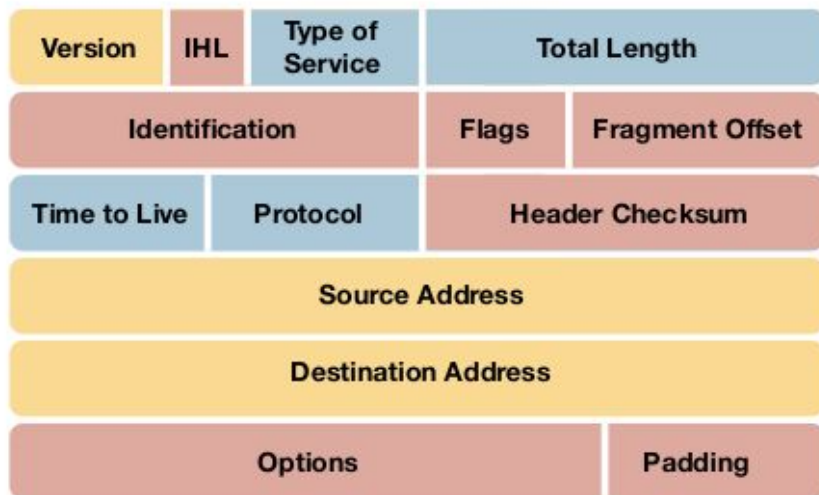 Version
IHL
Type of
Service
Total Length
Identification
Flags
Fragment Offset
Time to Live
Protocol
Header Checksum
Source Address
Destination Address
Options
Padding